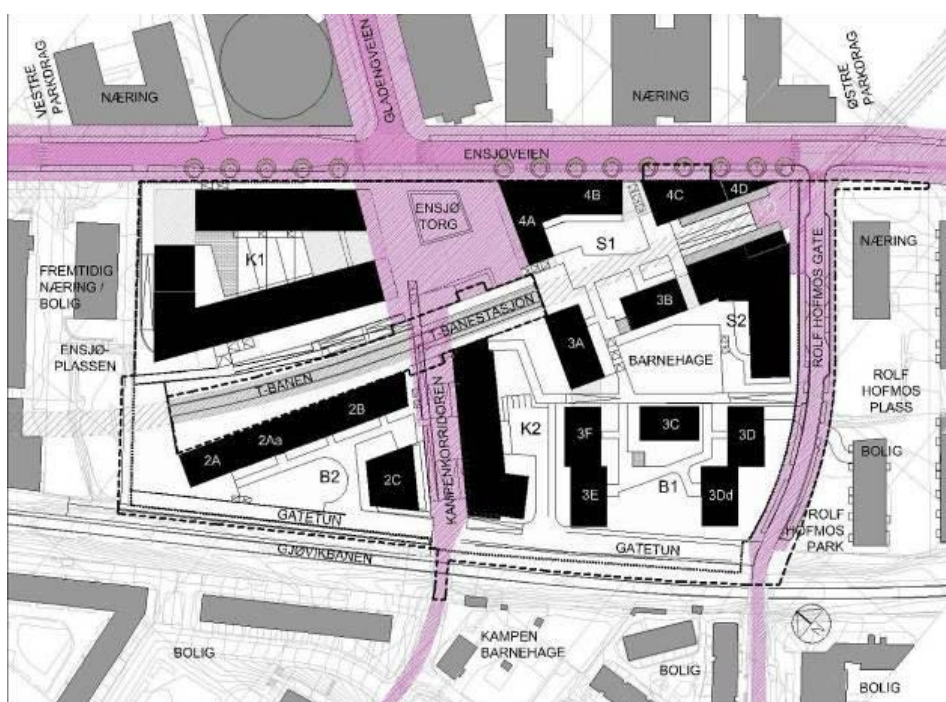 VESTRE
PARKDRAG
NÆRING
GLADENGVEIEN
NÆRING
ØSTRE
PARKDRAG
ENSJØVEIEN
ENSJØ
TORG
4A
4B
4C
4D
S1
K1
FREMTIDIG
NÆRING /
BOLIG
NÆRING
T-BANESTASJON
3B
S2
ROLF HOFMOS GATE
3A
BARNEHAGE
ENSJØ-
PLASSEN
T-BANEN
ROLF
HOFMOS
PLASS
2B
2Aa
2A
KAMPENKORRIDOREN
K2
3F
3C
3D
BOLIG
B2
2C
3E
B1
3Dd
GATETUN
GATETUN
ROLF
HOFMOS
PARK
GJØVIKBANEN
BOLIG
KAMPEN
BARNEHAGE
BOLIG
BOLIG
N